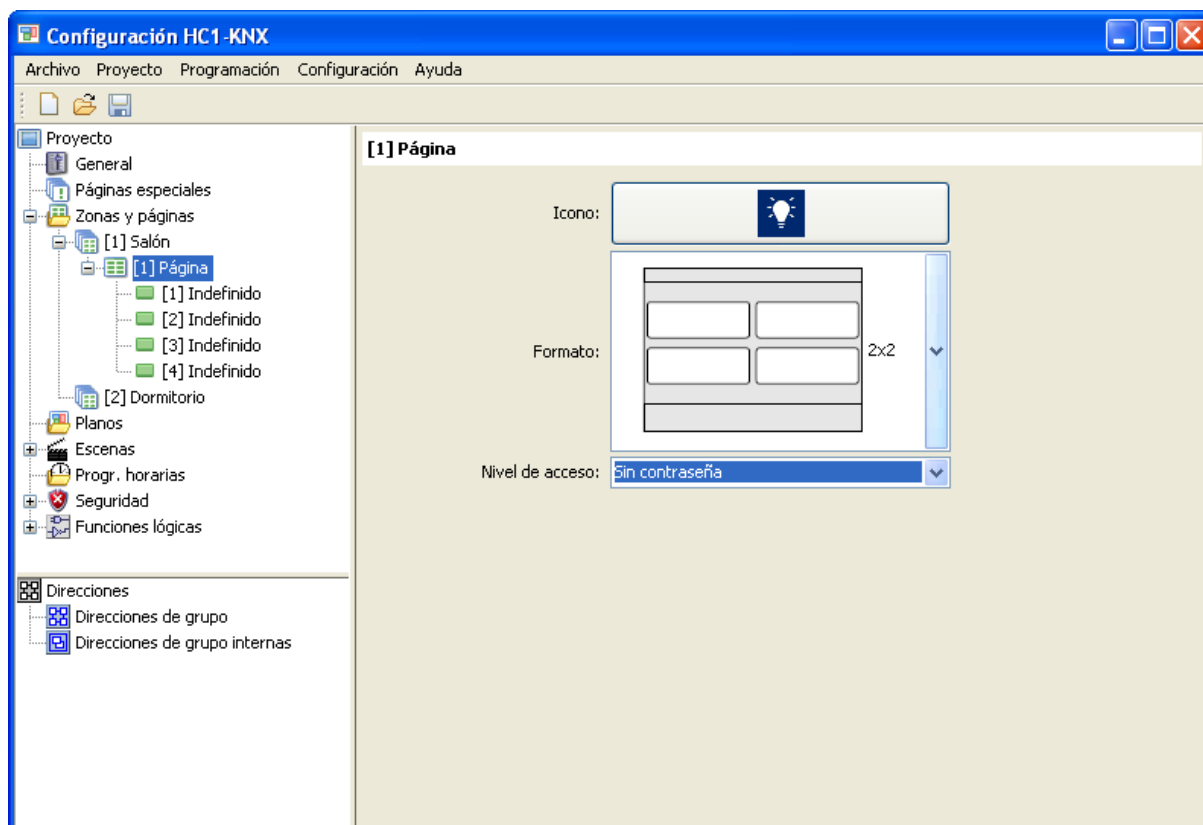 Configuración HC1-KNX
Archivo Proyecto Programación Configuración Ayuda
Proyecto
General
Páginas especiales
Zonas y páginas
[1] Salón
[1] Página
[1] Indefinido
[2] Indefinido
[3] Indefinido
[4] Indefinido
[2] Dormitorio
Planos
Escenas
Progr. horarias
Seguridad
Funciones lógicas
Direcciones
Direcciones de grupo
Direcciones de grupo internas
[1] Página
Icono:
Formato:
2x2
Nivel de acceso:
Sin contraseña